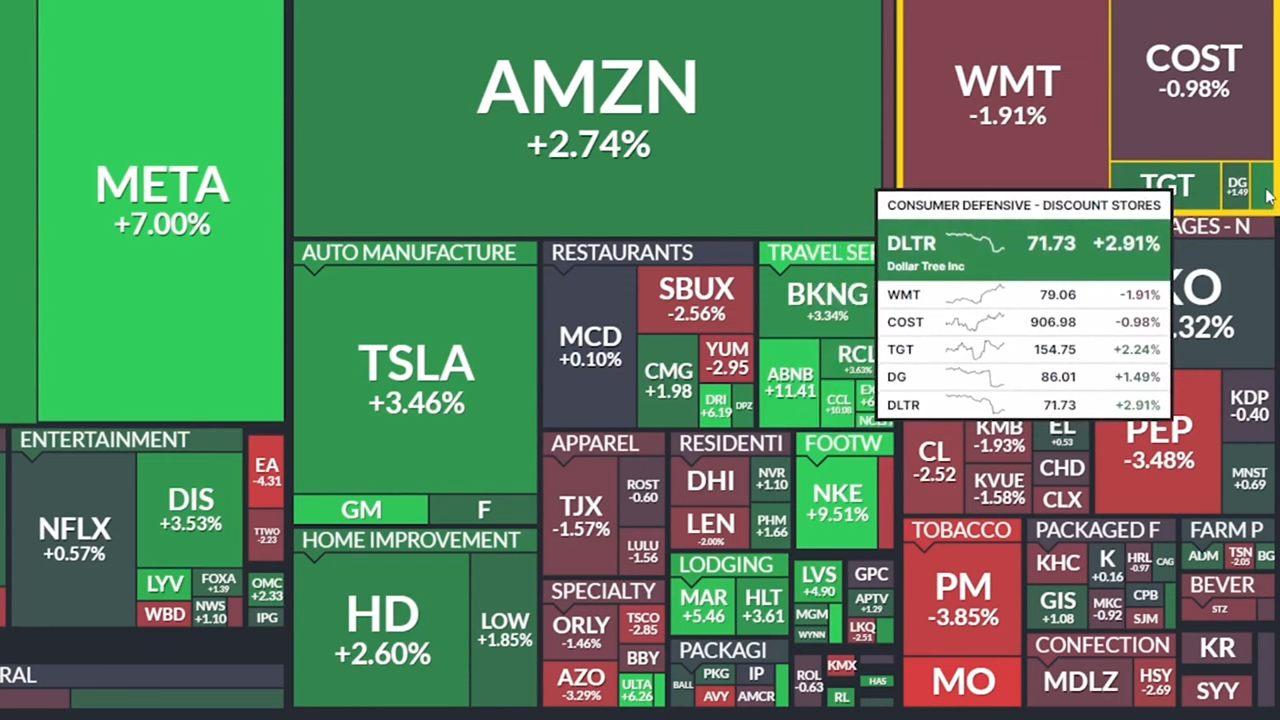 META
+7.00%
AMZN
+2.74%
WMT
-1.91%
COST
-0.98%
TGT
DG
+1.49
CONSUMER DEFENSIVE - DISCOUNT STORES
DLTR 71.73 +2.91%
Dollar Tree Inc
WMT 79.06 -1.91%
COST 906.98 -0.98%
TGT 154.75 +2.24%
DG 86.01 +1.49%
DLTR 71.73 +2.91%
AGES - N
KO
.32%
AUTO MANUFACTURE
TSLA
+3.46%
GM
F
RESTAURANTS
MCD
+0.10%
SBUX
-2.56%
CMG
+1.98
YUM
-2.95
DRI
+6.19
DPZ
TRAVEL SE
BKNG
+3.34%
ABNB
+11.41
RCL
+3.63%
CCL
+10.08
ENTERTAINMENT
NFLX
+0.57%
DIS
+3.53%
EA
-4.31
TTWO
-2.23
LYV
WBD
FOXA
+1.39
NWS
+1.10
OMC
+2.33
IPG
RAL
HOME IMPROVEMENT
HD
+2.60%
LOW
+1.85%
APPAREL
TJX
-1.57%
ROST
-0.60
LULU
-1.56
RESIDENTI
DHI
NVR
+1.10
LEN
-2.00%
PHM
+1.66
FOOTW
NKE
+9.51%
SPECIALTY
ORLY
-1.46%
TSCO
-2.85
BBY
AZO
-3.29%
ULTA
+6.26
LODGING
MAR
+5.46
HLT
+3.61
PACKAGI
BALL
PKG
IP
AVY
AMCR
LVS
+4.90
MGM
WYNN
GPC
APTV
+1.29
LKQ
-2.51
ROL
-0.63
KMX
RL
HAS
CL
-2.52
KMB
-1.93%
KVUE
-1.58%
EL
+0.53
CHD
CLX
PEP
-3.48%
KDP
-0.40
MNST
+0.69
TOBACCO
PM
-3.85%
MO
PACKAGED F
KHC
K
+0.16
HRL
-0.97
CAG
GIS
+1.08
MKC
-0.92
CPB
SJM
CONFECTION
MDLZ
HSY
-2.69
FARM P
ADM
TSN
-2.05
BG
BEVER
STZ
KR
SYY